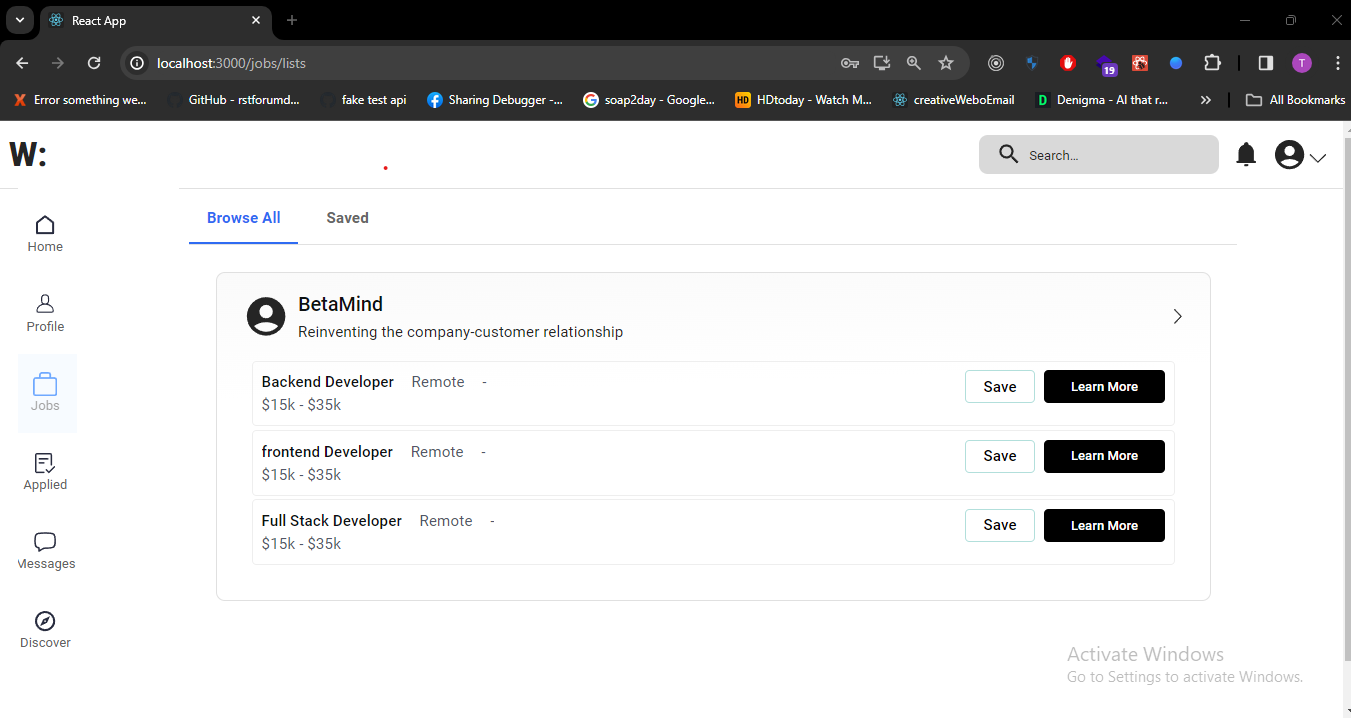 React App
localhost:3000/jobs/lists
19
T
X Error something we...
GitHub - rstforumd...
fake test api
Sharing Debugger -...
soap2day - Google...
HD HDtoday - Watch M...
creativeWeboEmail
D Denigma - AI that r...
All Bookmarks
W:
Search...
Browse All
Saved
Home
Profile
Jobs
Applied
Messages
Discover
BetaMind
Reinventing the company-customer relationship
Backend Developer Remote -
$15k - $35k
Save
Learn More
frontend Developer Remote -
$15k - $35k
Save
Learn More
Full Stack Developer Remote -
$15k - $35k
Save
Learn More
Activate Windows
Go to Settings to activate Windows.